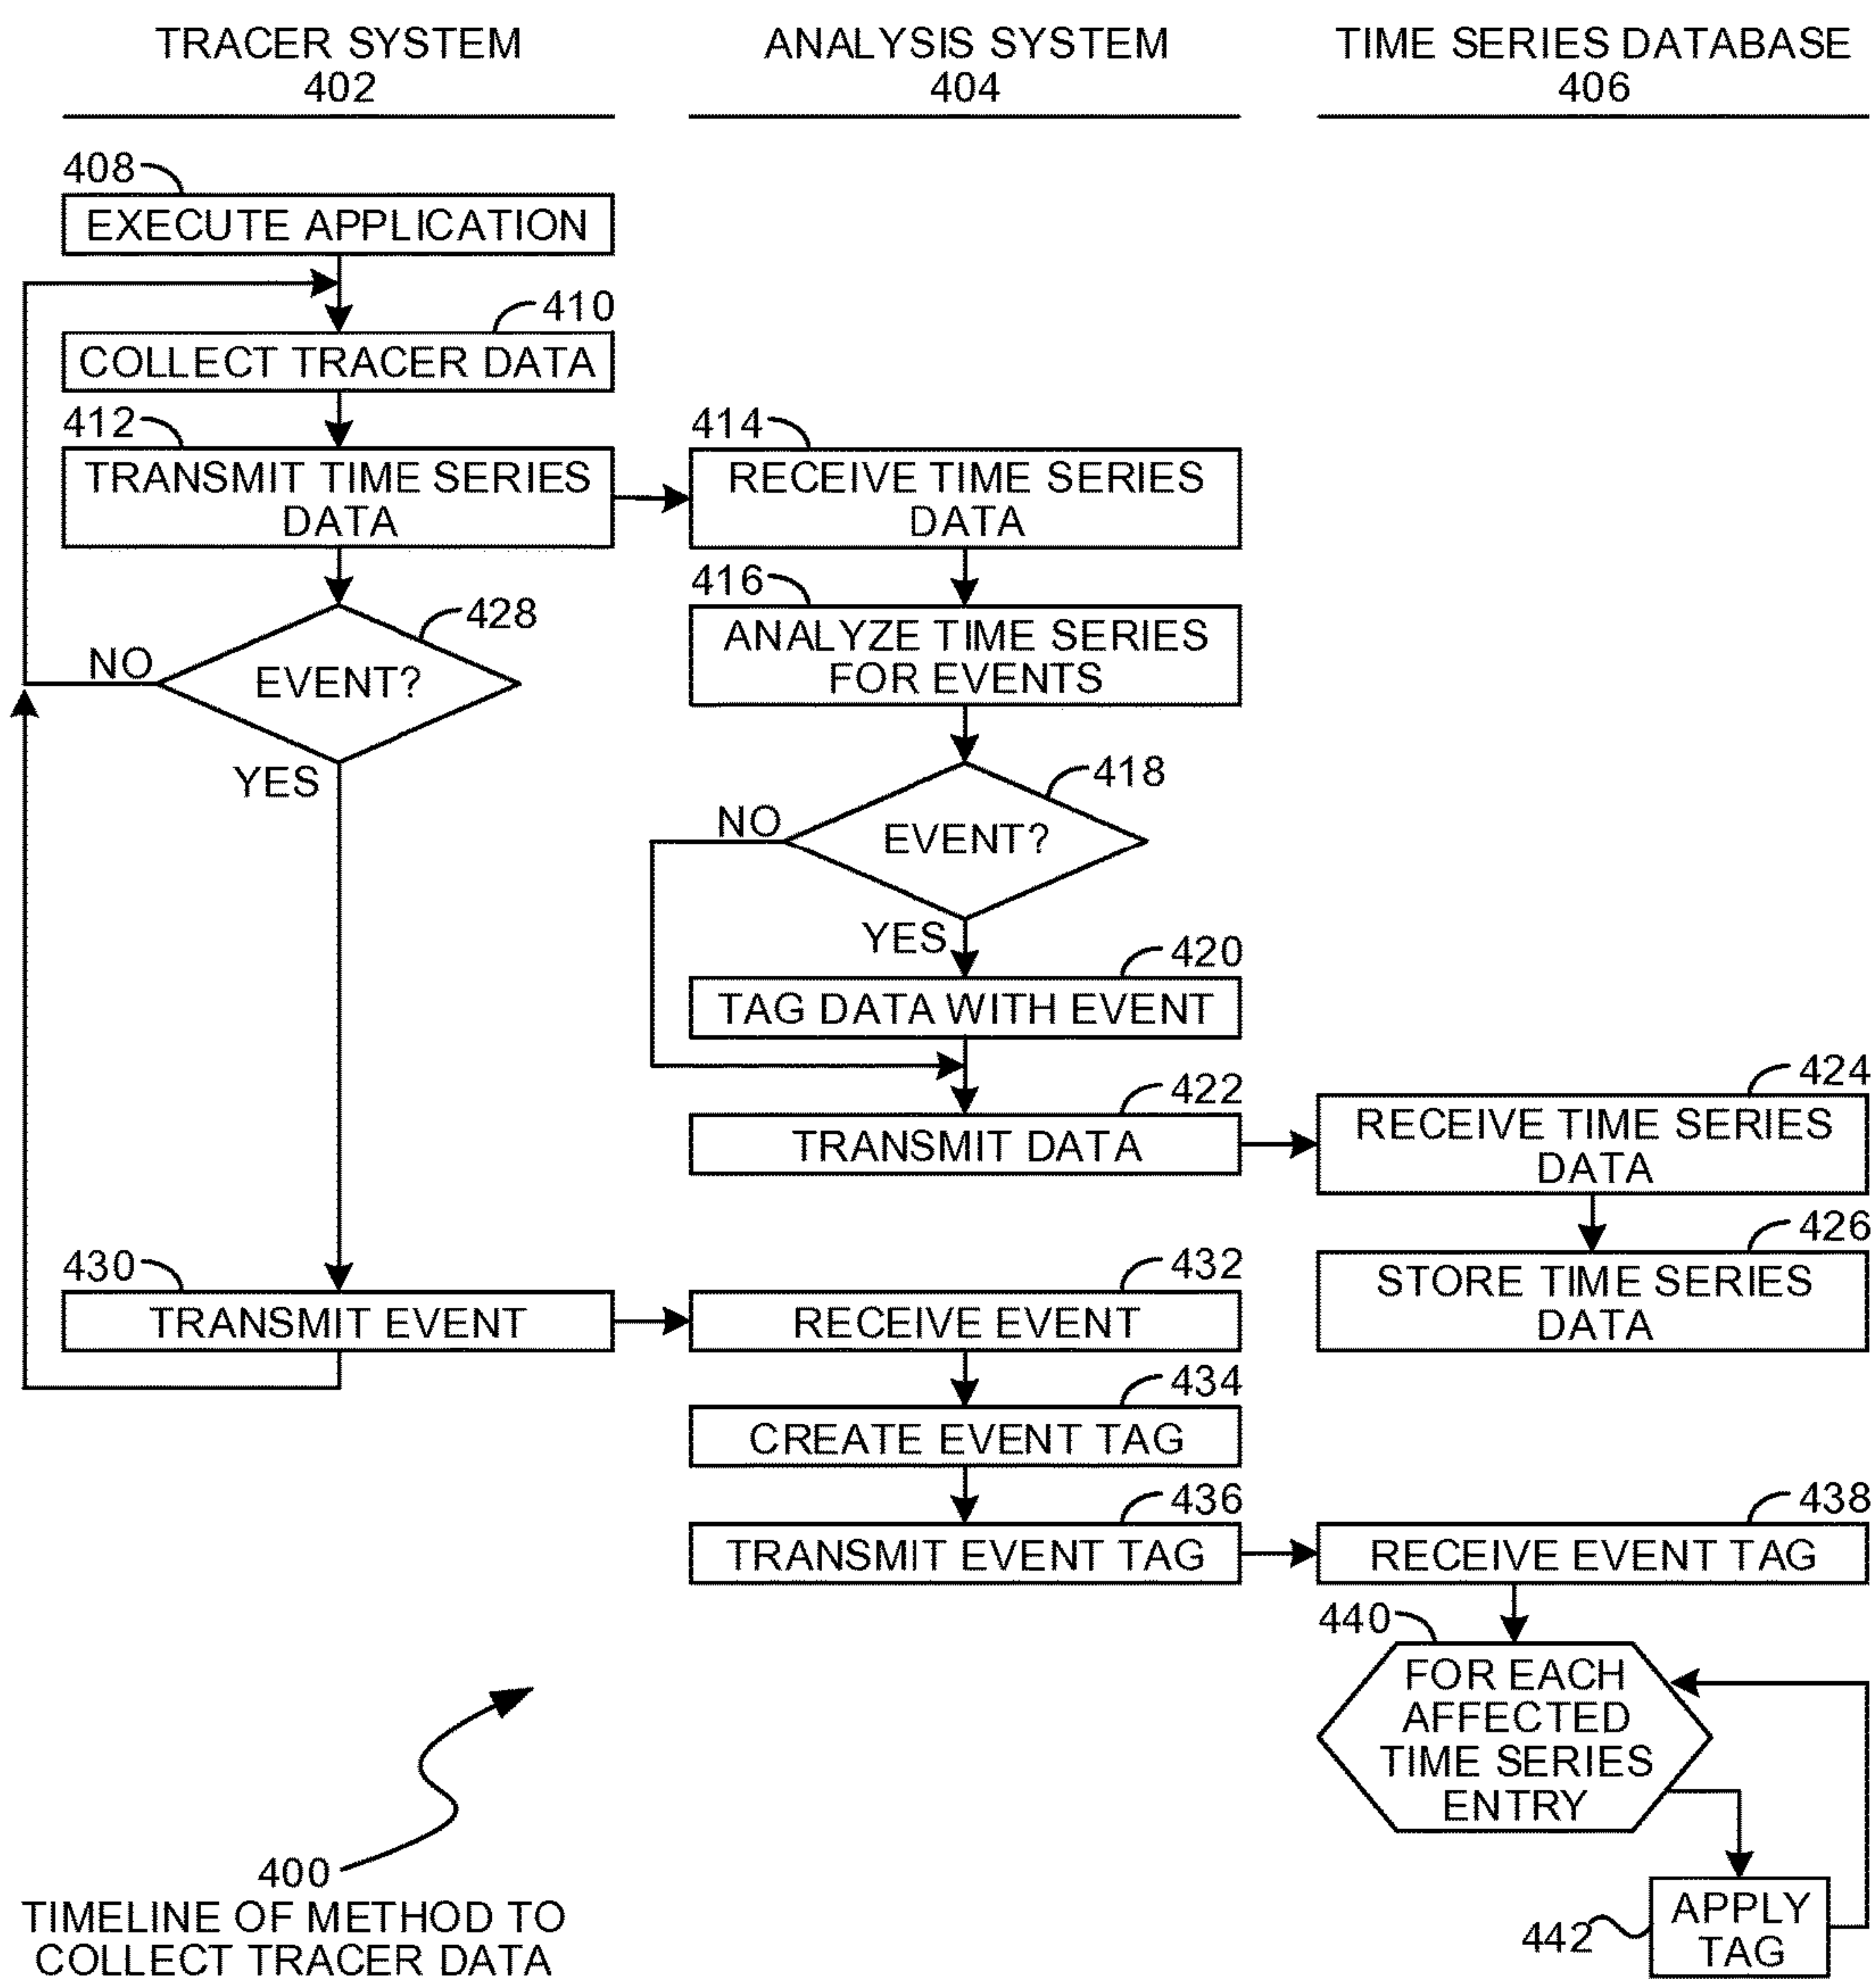 TRACER SYSTEM
402
ANALYSIS SYSTEM
404
TIME SERIES DATABASE
406
408
EXECUTE APPLICATION
410
COLLECT TRACER DATA
412
TRANSMIT TIME SERIES
DATA
414
RECEIVE TIME SERIES
DATA
416
ANALYZE TIME SERIES
FOR EVENTS
428
NO
EVENT?
YES
418
NO
EVENT?
YES
420
TAG DATA WITH EVENT
422
TRANSMIT DATA
424
RECEIVE TIME SERIES
DATA
426
STORE TIME SERIES
DATA
430
TRANSMIT EVENT
432
RECEIVE EVENT
434
CREATE EVENT TAG
436
TRANSMIT EVENT TAG
438
RECEIVE EVENT TAG
440
FOR EACH
AFFECTED
TIME SERIES
ENTRY
442
APPLY
TAG
400
TIMELINE OF METHOD TO
COLLECT TRACER DATA